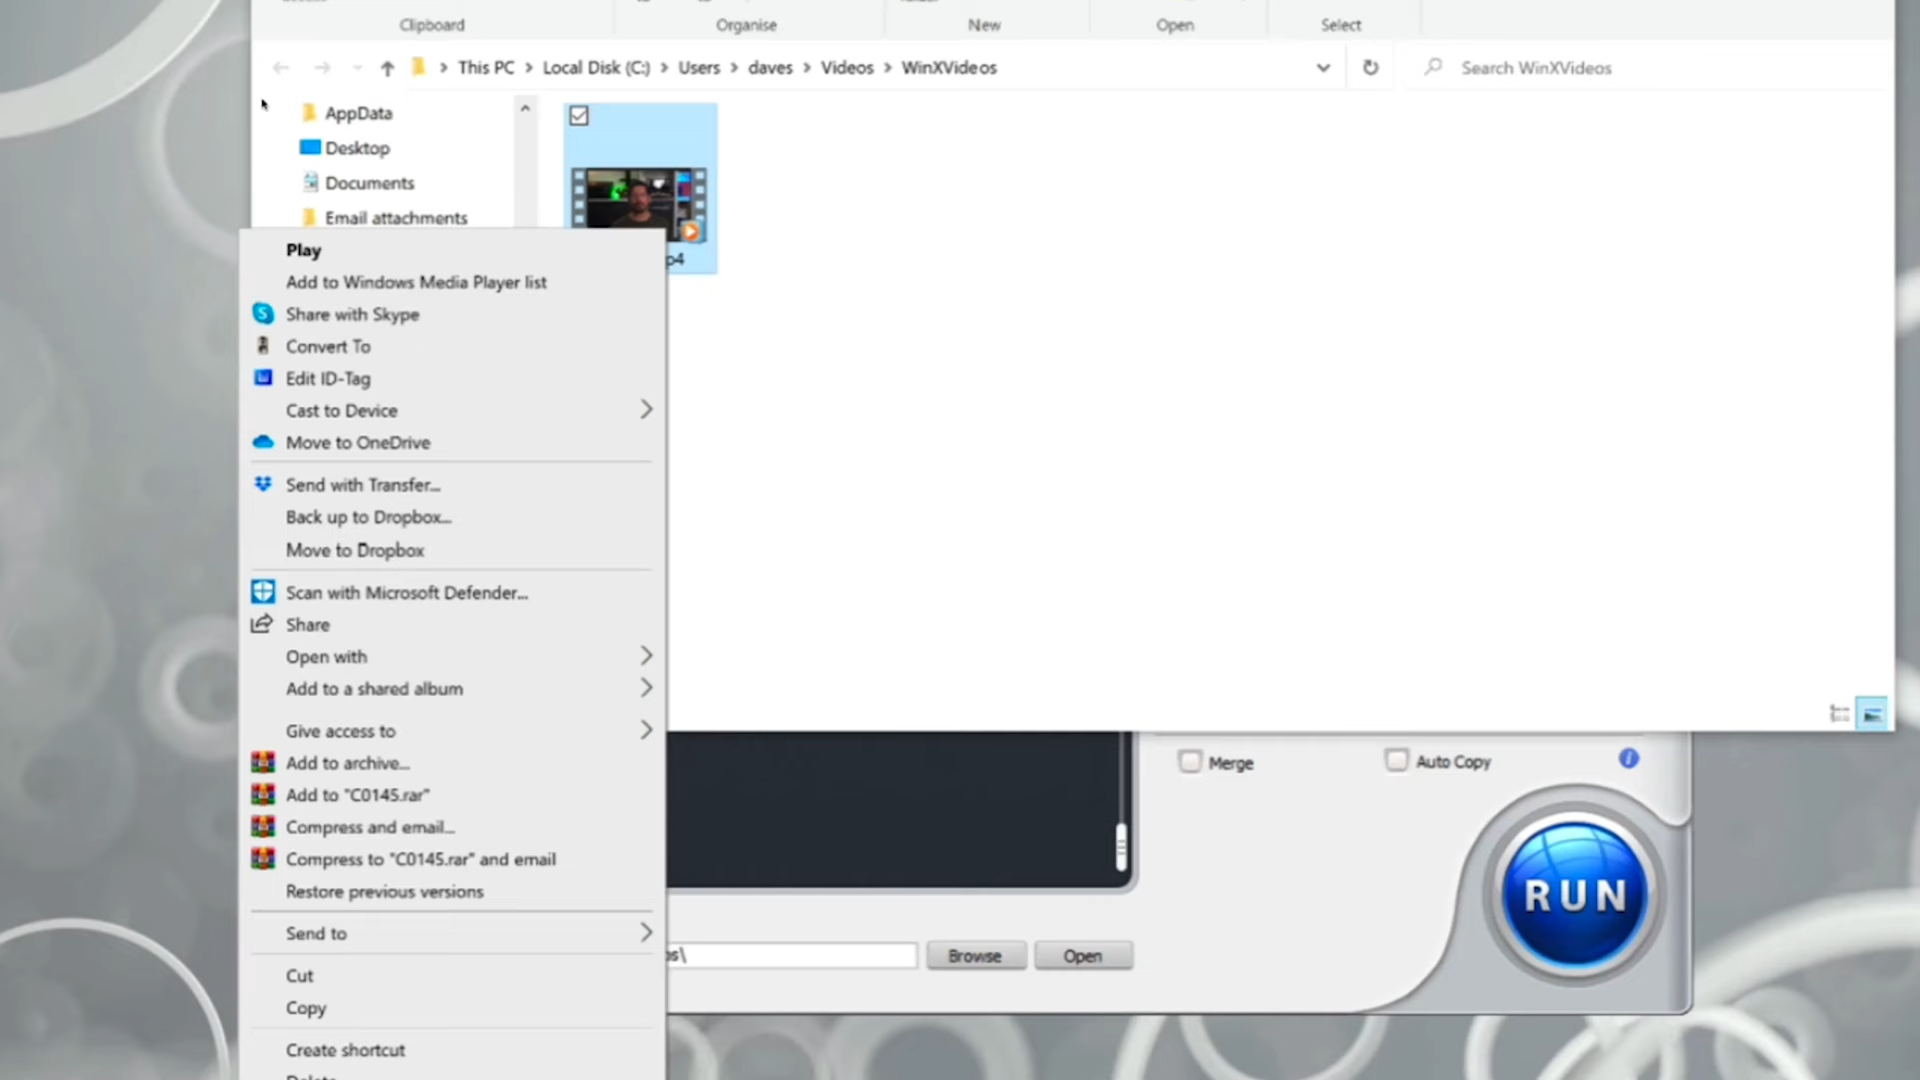 Clipboard
Organise
New
Open
Select
This PC > Local Disk (C:) > Users > daves > Videos > WinXVideos
Search WinXVideos
AppData
Desktop
Documents
Email attachments
p4
Play
Add to Windows Media Player list
Share with Skype
Convert To
Edit ID-Tag
Cast to Device
Move to OneDrive
Send with Transfer...
Back up to Dropbox...
Move to Dropbox
Scan with Microsoft Defender...
Share
Open with
Add to a shared album
Give access to
Add to archive...
Add to "C0145.rar"
Compress and email...
Compress to "C0145.rar" and email
Restore previous versions
Send to
Cut
Copy
Create shortcut
Merge
Auto Copy
RUN
os\
Browse
Open